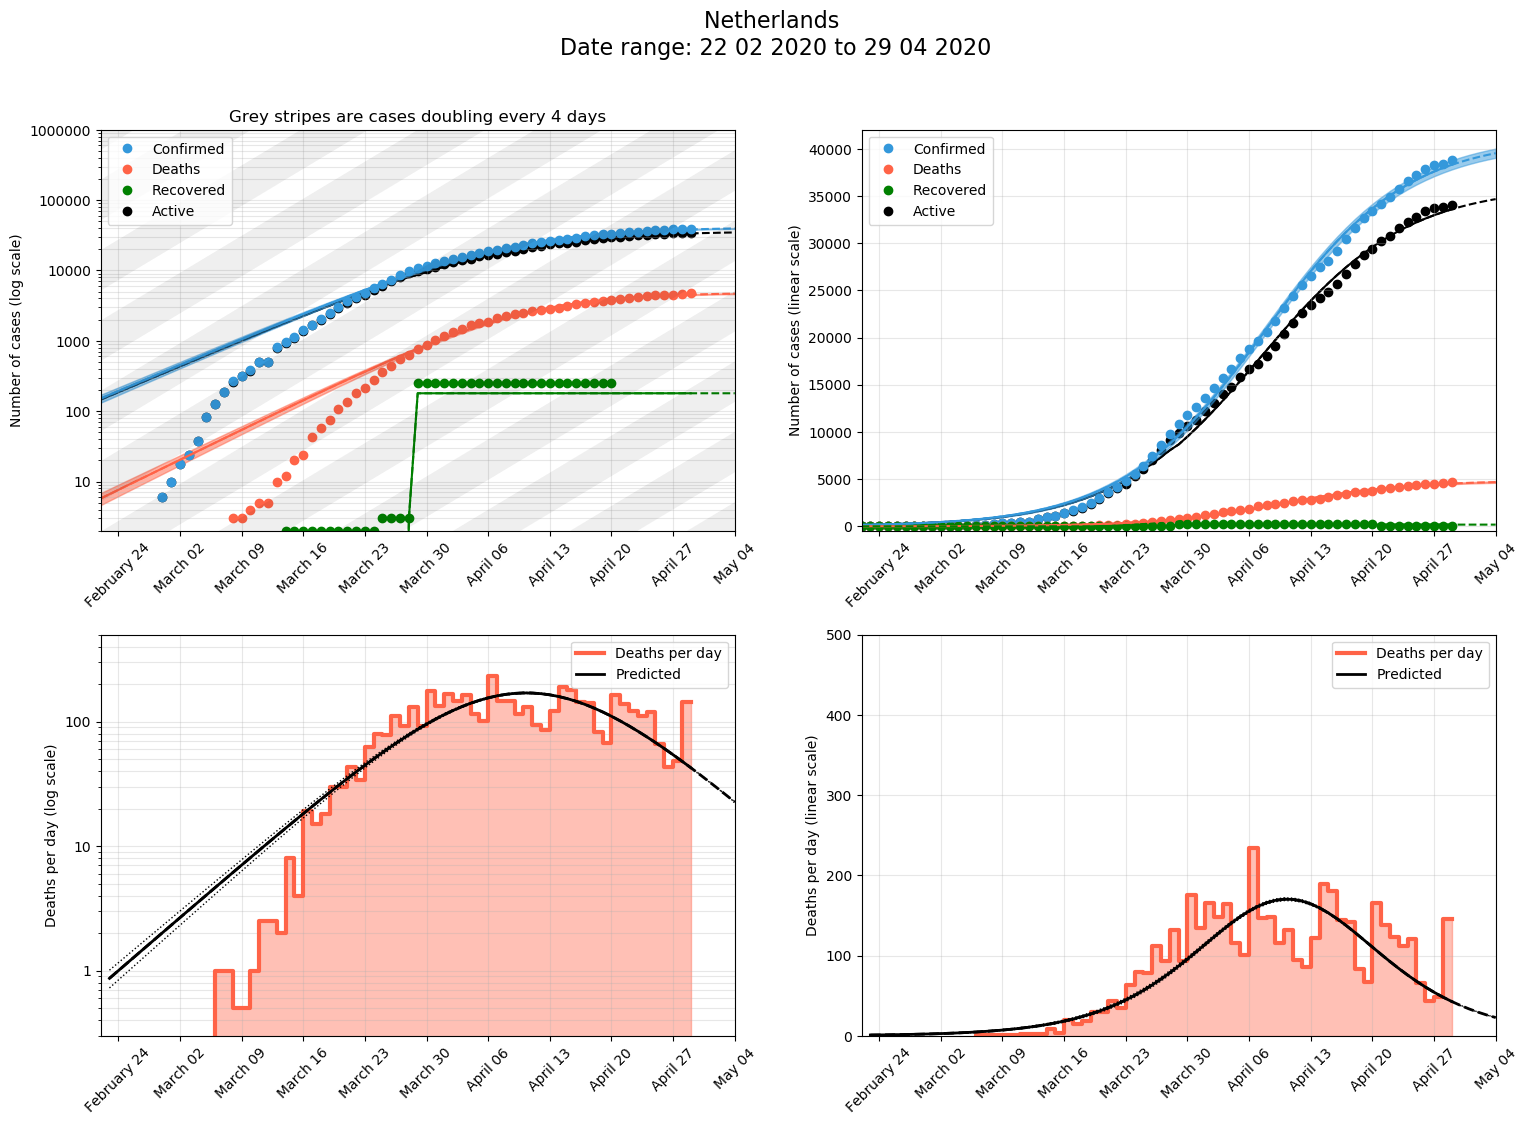 Netherlands
Date range: 22 02 2020 to 29 04 2020
Grey stripes are cases doubling every 4 days
Number of cases (log scale)
1000000
100000
10000
1000
100
10
Confirmed
Deaths
Recovered
Active
February 24
March 02
March 09
March 16
March 23
March 30
April 06
April 13
April 20
April 27
May 04
Number of cases (linear scale)
40000
35000
30000
25000
20000
15000
10000
5000
0
Confirmed
Deaths
Recovered
Active
February 24
March 02
March 09
March 16
March 23
March 30
April 06
April 13
April 20
April 27
May 04
Deaths per day (log scale)
100
10
1
Deaths per day
Predicted
February 24
March 02
March 09
March 16
March 23
March 30
April 06
April 13
April 20
April 27
May 04
Deaths per day (linear scale)
500
400
300
200
100
0
Deaths per day
Predicted
February 24
March 02
March 09
March 16
March 23
March 30
April 06
April 13
April 20
April 27
May 04